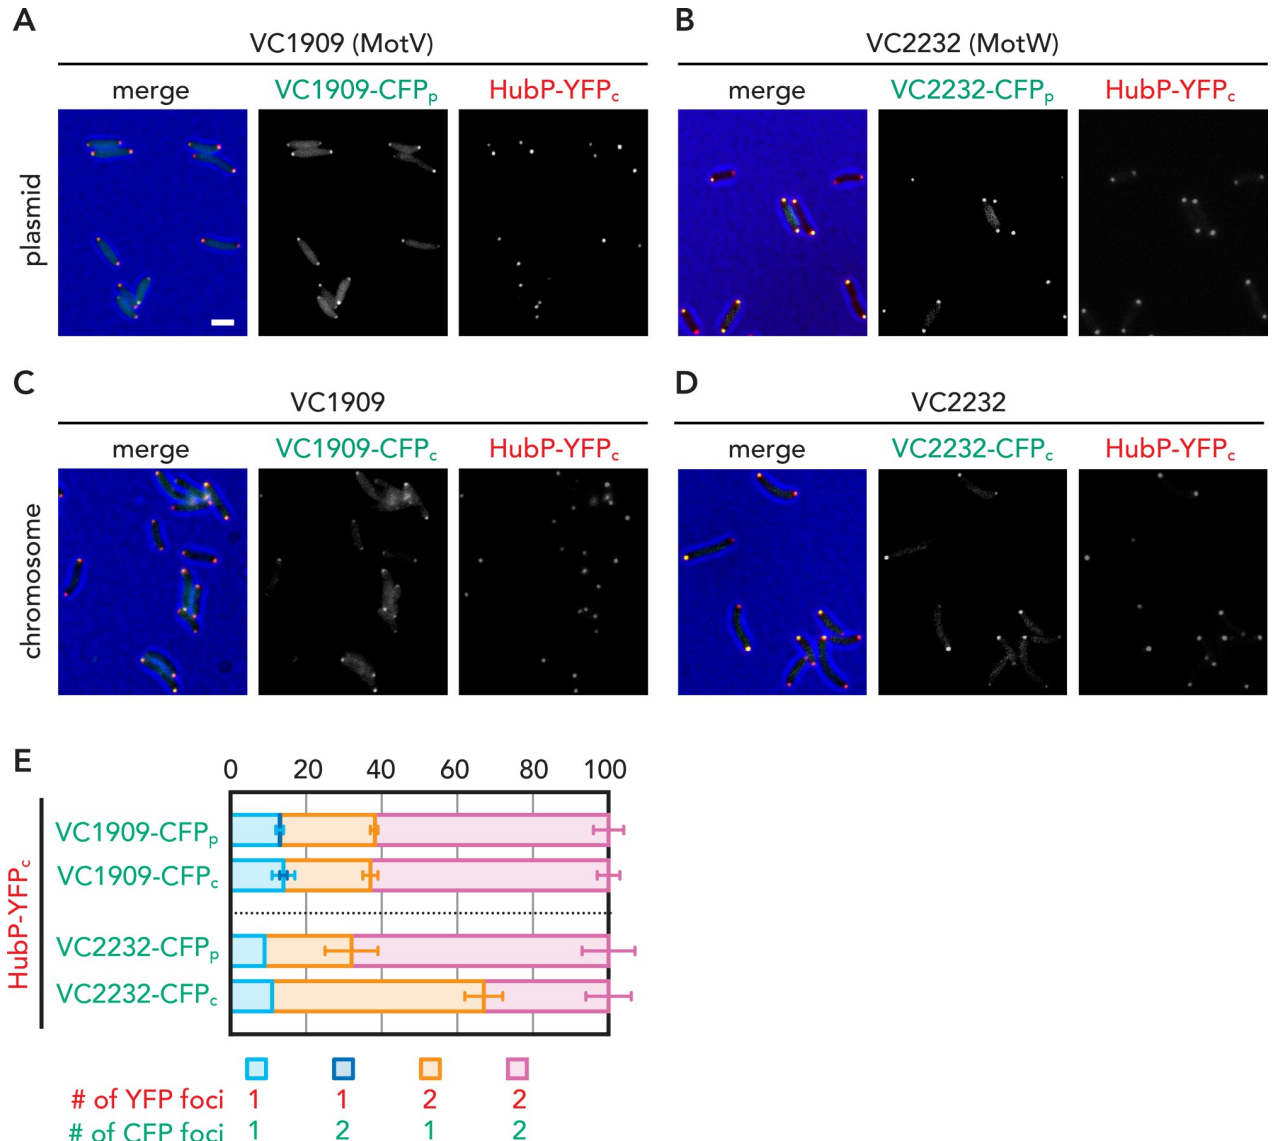 A
VC1909 (MotV)
merge VC1909-CFPp HubP-YFPc
plasmid
B
VC2232 (MotW)
merge VC2232-CFPp HubP-YFPc
C
VC1909
merge VC1909-CFPc HubP-YFPc
chromosome
D
VC2232
merge VC2232-CFPc HubP-YFPc
E
0 20 40 60 80 100
HubP-YFPc
VC1909-CFPp
VC1909-CFPc
VC2232-CFPp
VC2232-CFPc
# of YFP foci 1 1 2 2
# of CFP foci 1 2 1 2